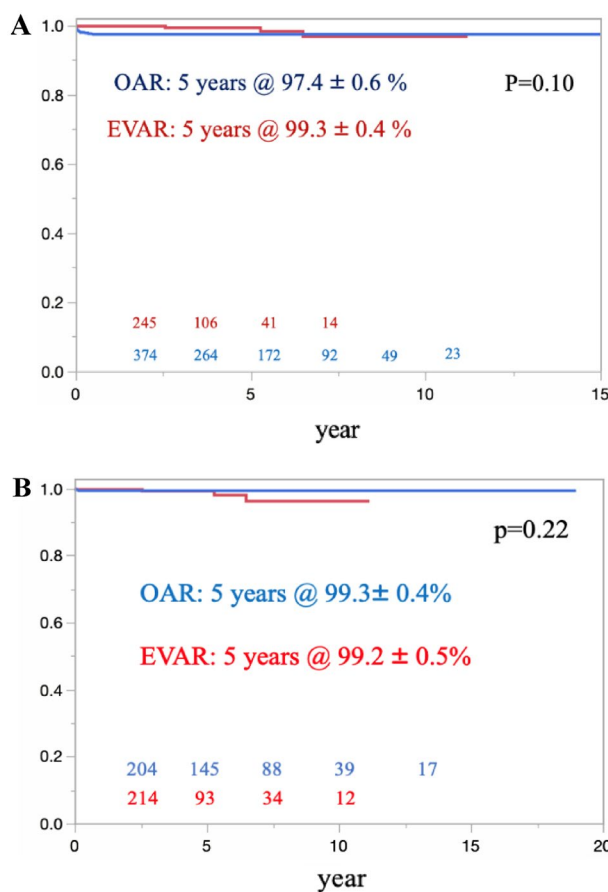 A
1.0
OAR: 5 years @ 97.4 ± 0.6 %
P=0.10
0.8
EVAR: 5 years @ 99.3 ± 0.4 %
0.6
0.4
0.2
245 106 41 14
374 264 172 92 49 23
0.0
0 5 10 15
year
B
1.0
p=0.22
0.8
OAR: 5 years @ 99.3± 0.4%
0.6
EVAR: 5 years @ 99.2 ± 0.5%
0.4
0.2
204 145 88 39 17
214 93 34 12
0.0
0 5 10 15 20
year